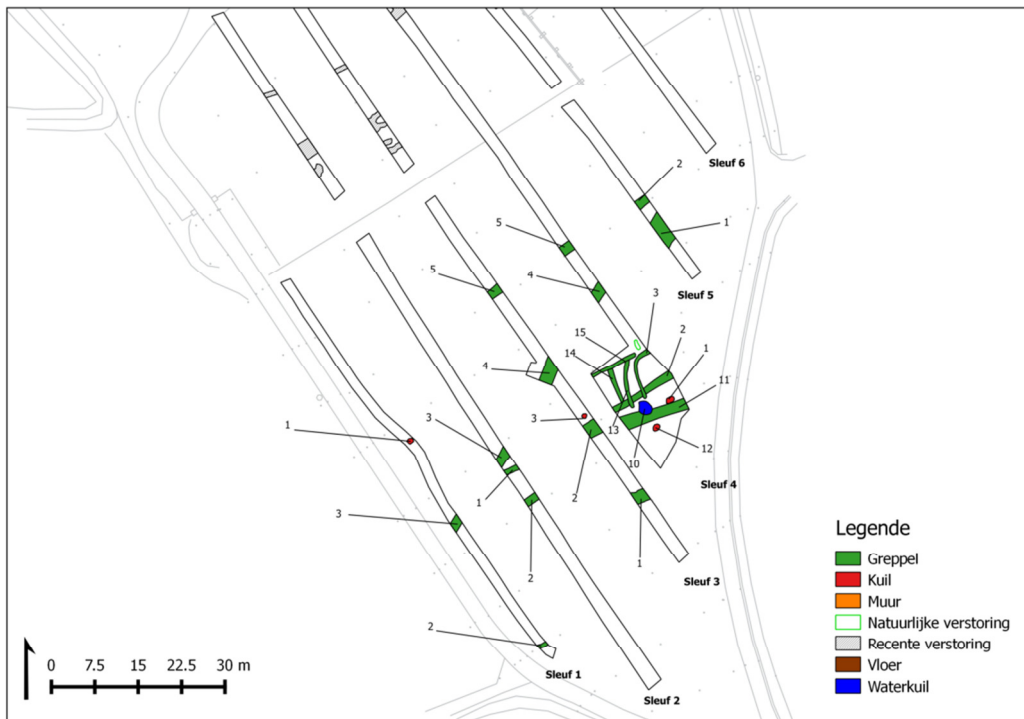 Sleuf 6
2
1
5
5
4
Sleuf 5
3
15
2
1
14
4
11
3
3
1
13
2
10
12
1
Sleuf 4
3
2
1
2
Sleuf 3
2
Sleuf 1
Sleuf 2
0 7.5 15 22.5 30 m
Legende
Greppel
Kuil
Muur
Natuurlijke verstoring
Recente verstoring
Vloer
Waterkuil